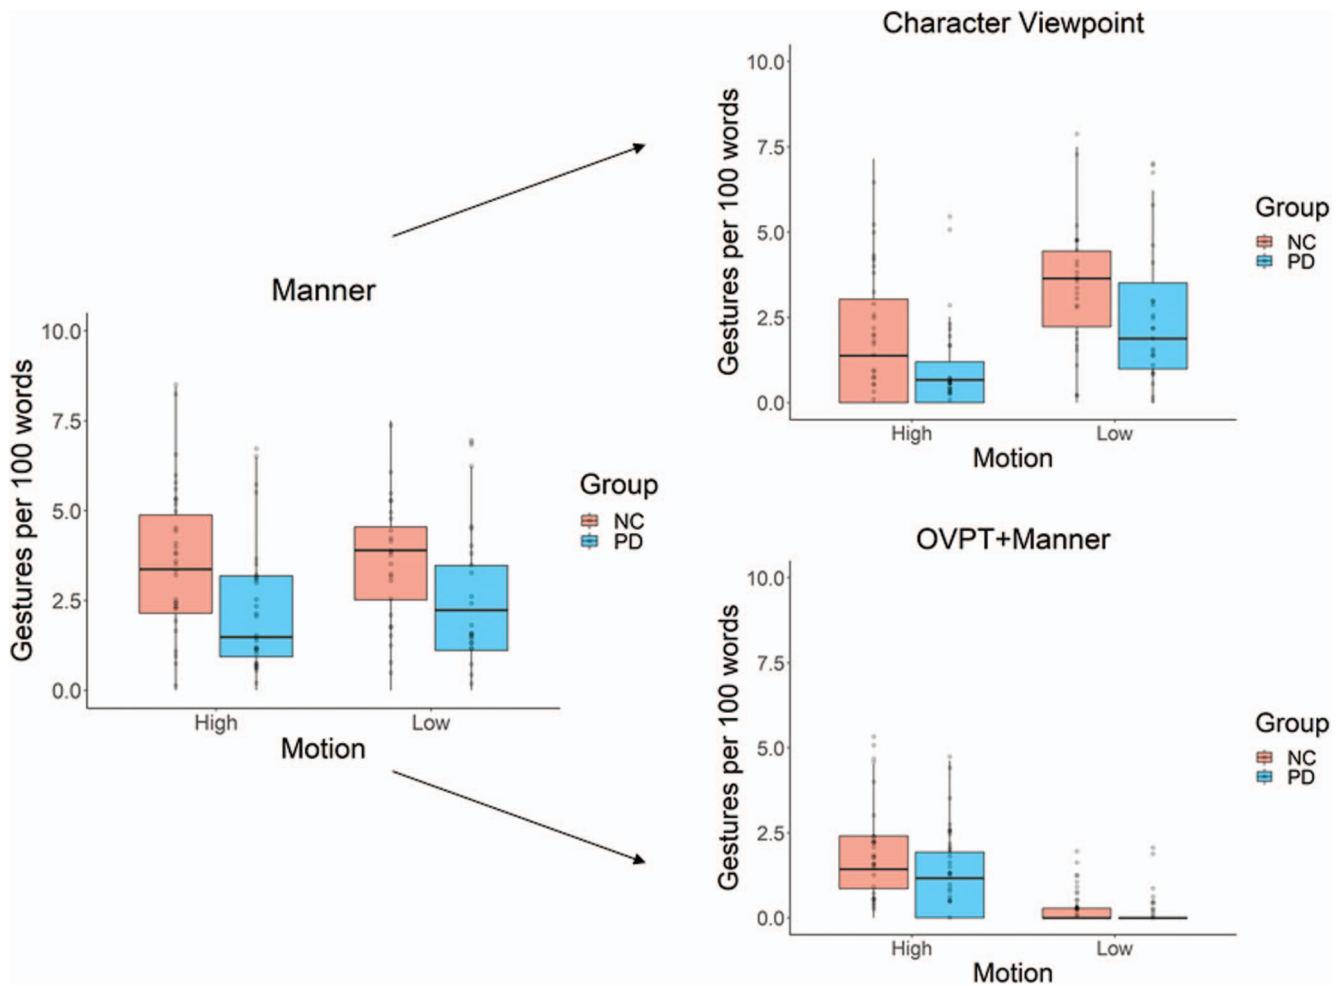 Manner
Gestures per 100 words
10.0
7.5
5.0
2.5
0.0
High
Low
Motion
Group
NC
PD
Character Viewpoint
Gestures per 100 words
10.0
7.5
5.0
2.5
0.0
High
Low
Motion
Group
NC
PD
OVPT+Manner
Gestures per 100 words
10.0
7.5
5.0
2.5
0.0
High
Low
Motion
Group
NC
PD